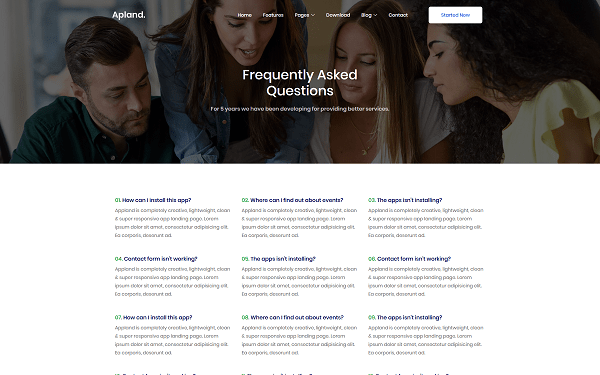 Apland.
Home Features Pages Download Blog Contact Started Now
Frequently Asked
Questions
For 5 years we have been developing for providing better services.
01. How can I install this app? 02. Where can I find out about events? 03. The apps isn't installing?
Appland is completely creative, lightweight, clean Appland is completely creative, lightweight, clean Appland is completely creative, lightweight, clean
& super responsive app landing page. Lorem & super responsive app landing page. Lorem & super responsive app landing page. Lorem
ipsum dolor sit amet, consectetur adipisicing elit. ipsum dolor sit amet, consectetur adipisicing elit. ipsum dolor sit amet, consectetur adipisicing elit.
Ea corporis, deserunt ad. Ea corporis, deserunt ad. Ea corporis, deserunt ad.
04. Contact form isn't working? 05. The apps isn't installing? 06. Contact form isn't working?
Appland is completely creative, lightweight, clean Appland is completely creative, lightweight, clean Appland is completely creative, lightweight, clean
& super responsive app landing page. Lorem & super responsive app landing page. Lorem & super responsive app landing page. Lorem
ipsum dolor sit amet, consectetur adipisicing elit. ipsum dolor sit amet, consectetur adipisicing elit. ipsum dolor sit amet, consectetur adipisicing elit.
Ea corporis, deserunt ad. Ea corporis, deserunt ad. Ea corporis, deserunt ad.
07. How can I install this app? 08. Where can I find out about events? 09. The apps isn't installing?
Appland is completely creative, lightweight, clean Appland is completely creative, lightweight, clean Appland is completely creative, lightweight, clean
& super responsive app landing page. Lorem & super responsive app landing page. Lorem & super responsive app landing page. Lorem
ipsum dolor sit amet, consectetur adipisicing elit. ipsum dolor sit amet, consectetur adipisicing elit. ipsum dolor sit amet, consectetur adipisicing elit.
Ea corporis, deserunt ad. Ea corporis, deserunt ad. Ea corporis, deserunt ad.